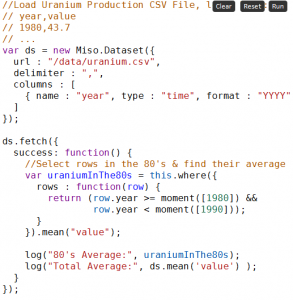 //Load Uranium Production CSV File, l
Clear Reset Run
// year,value
// 1980,43.7
// ...
var ds = new Miso.Dataset({
url : "/data/uranium.csv",
delimiter : ",",
columns : [
{ name : "year", type : "time", format : "YYYY"
]
});
ds.fetch({
success: function() {
//Select rows in the 80's & find their average
var uraniumInThe80s = this.where({
rows : function(row) {
return (row.year >= moment([1980]) &&
row.year < moment([1990]));
}
}).mean("value");
log("80's Average:", uraniumInThe80s);
log("Total Average:", ds.mean('value') );
}
});